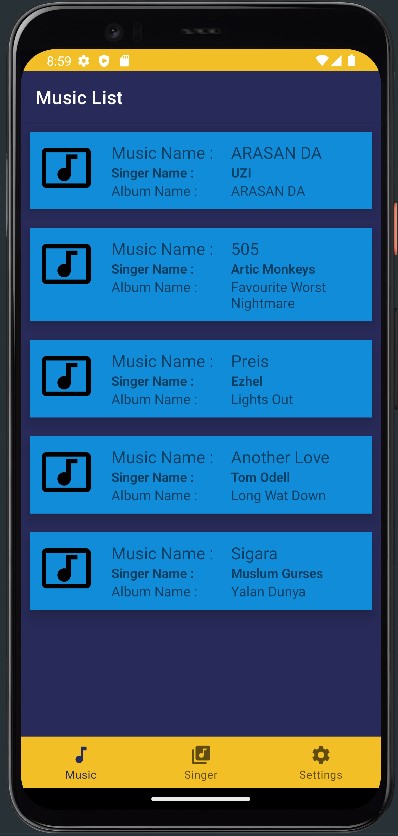 8:59
Music List
Music Name : ARASAN DA
Singer Name : UZI
Album Name : ARASAN DA
Music Name : 505
Singer Name : Artic Monkeys
Album Name : Favourite Worst
Nightmare
Music Name : Preis
Singer Name : Ezhel
Album Name : Lights Out
Music Name : Another Love
Singer Name : Tom Odell
Album Name : Long Wat Down
Music Name : Sigara
Singer Name : Muslum Gurses
Album Name : Yalan Dunya
Music Singer Settings